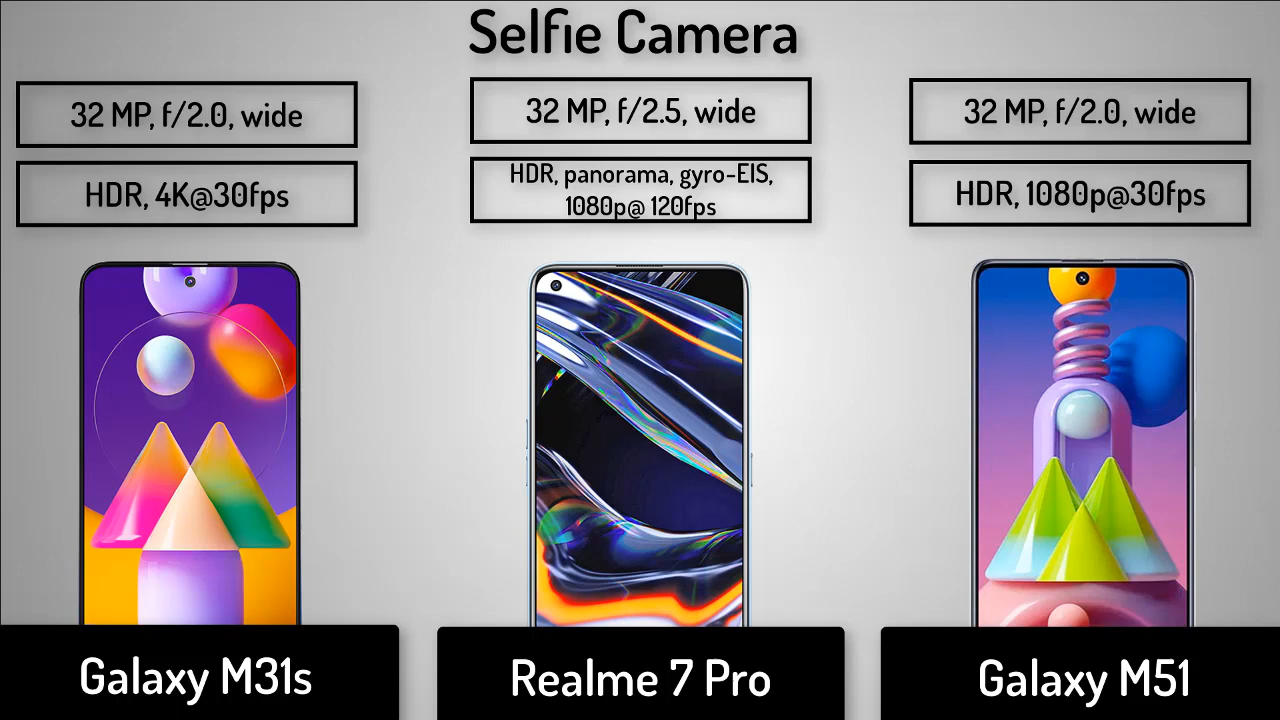 Selfie Camera
32 MP, f/2.0, wide
HDR, 4K@30fps
Galaxy M31s
32 MP, f/2.5, wide
HDR, panorama, gyro-EIS,
1080p@ 120fps
Realme 7 Pro
32 MP, f/2.0, wide
HDR, 1080p@30fps
Galaxy M51